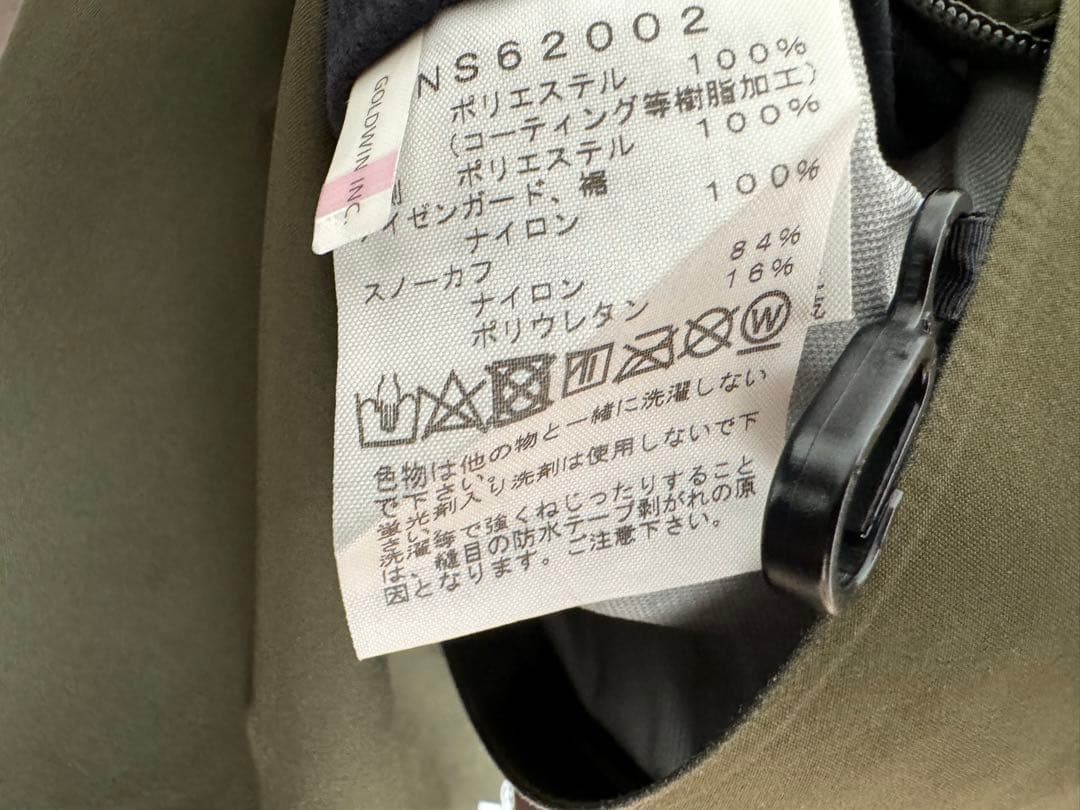 NS62002
ポリエステル 100%
(コーティング等樹脂加工)
ポリエステル 100%
アイゼンガード、裾
ナイロン 100%
スノーカフ
ナイロン 84%
ポリウレタン 16%
W
色物は他の物と一緒に洗濯しない
で下さい。
蛍光剤入り洗剤は使用しないで下
さい。
洗濯等で強くねじったりすること
は、縫目の防水テープ剥がれの原
因となります。ご注意下さい。
GOLDWIN INC.